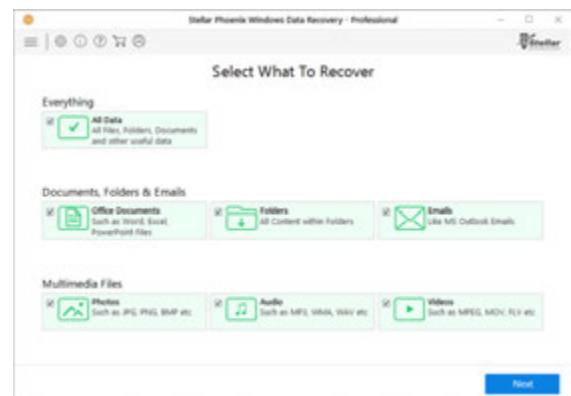 Stellar Phoenix Windows Data Recovery - Professional
Stellar
Select What To Recover
Everything
All Data
All Files, Folders, Documents
and other useful data
Documents, Folders & Emails
Office Documents
Such as Word, Excel,
PowerPoint Files
Folders
All Content within Folders
Emails
Like MS Outlook Emails
Multimedia Files
Photos
Such as JPG, PNG, BMP etc
Audio
Such as MP3, WMA, WAV etc
Videos
Such as MPEG, MOV, FLV etc
Next